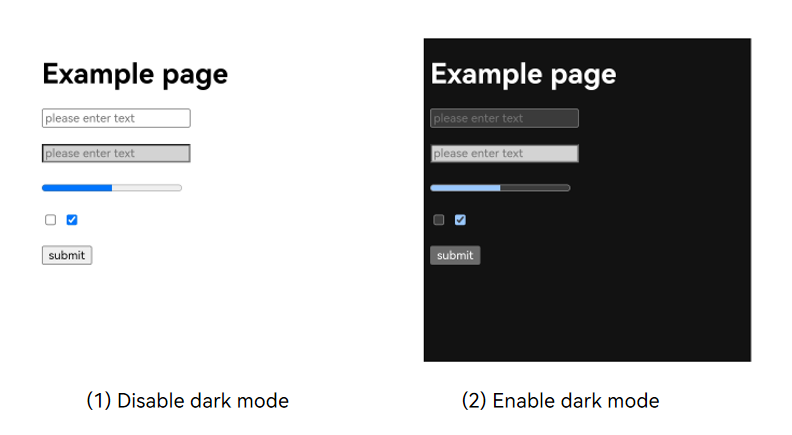 Example page
please enter text
please enter text
submit
(1) Disable dark mode
Example page
please enter text
please enter text
submit
(2) Enable dark mode